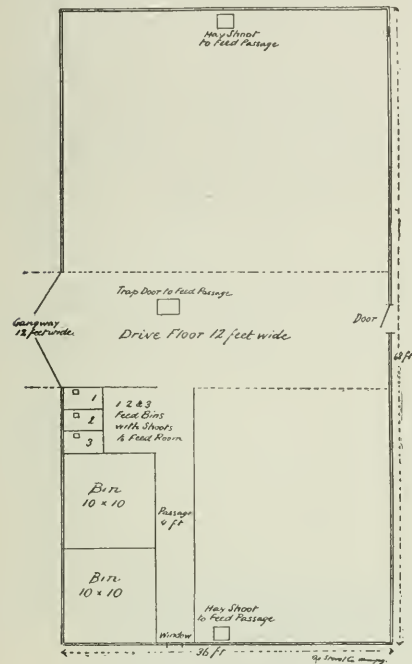 Hay Shoot
to Feed Passage
Trap Door to Feed Passage
Gangway
12 feet wide.
Door
Drive Floor 12 feet wide
68 ft
1
2
3
1 2 & 3
Feed Bins
with Shoots
to Feed Room
Bin
10 × 10
Passage
4 ft
Bin
10 × 10
Hay Shoot
to Feed Passage
Window
36 ft